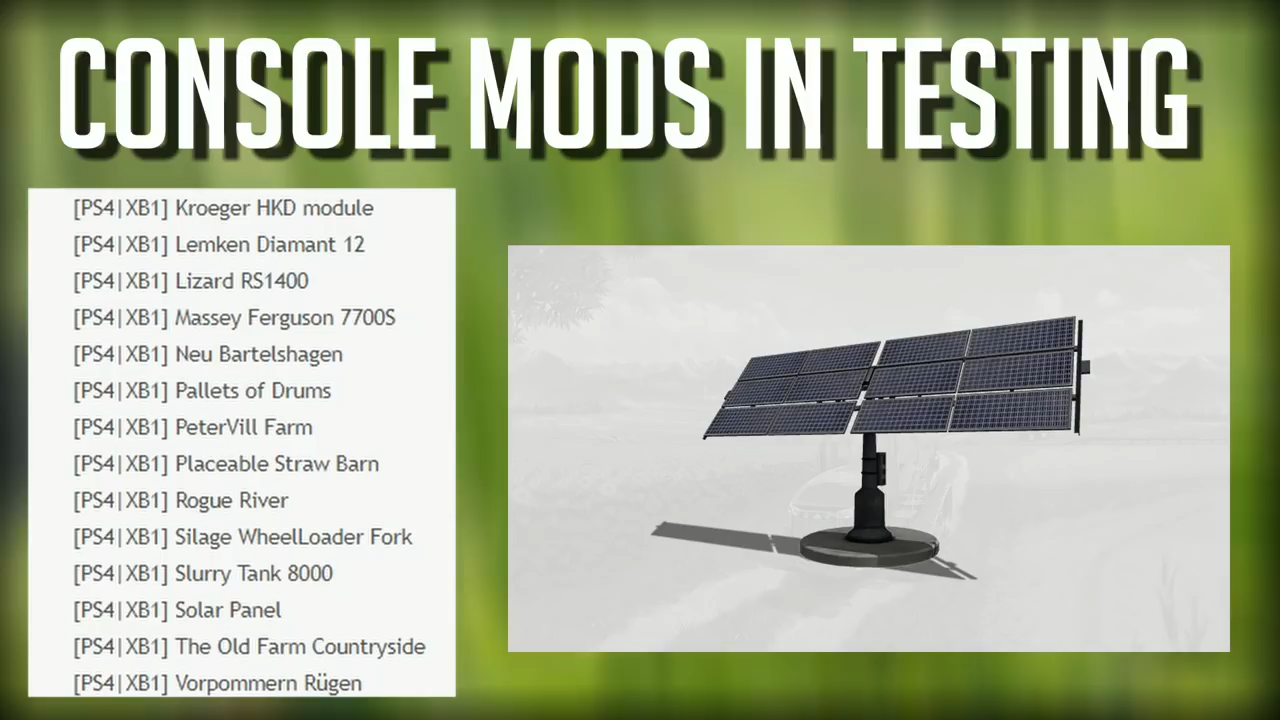 CONSOLE MODS IN TESTING
[PS4|XB1] Kroeger HKD module
[PS4|XB1] Lemken Diamant 12
[PS4|XB1] Lizard RS1400
[PS4|XB1] Massey Ferguson 7700S
[PS4|XB1] Neu Bartelshagen
[PS4|XB1] Pallets of Drums
[PS4|XB1] PeterVill Farm
[PS4|XB1] Placeable Straw Barn
[PS4|XB1] Rogue River
[PS4|XB1] Silage WheelLoader Fork
[PS4|XB1] Slurry Tank 8000
[PS4|XB1] Solar Panel
[PS4|XB1] The Old Farm Countryside
[PS4|XB1] Vorpommern Rügen